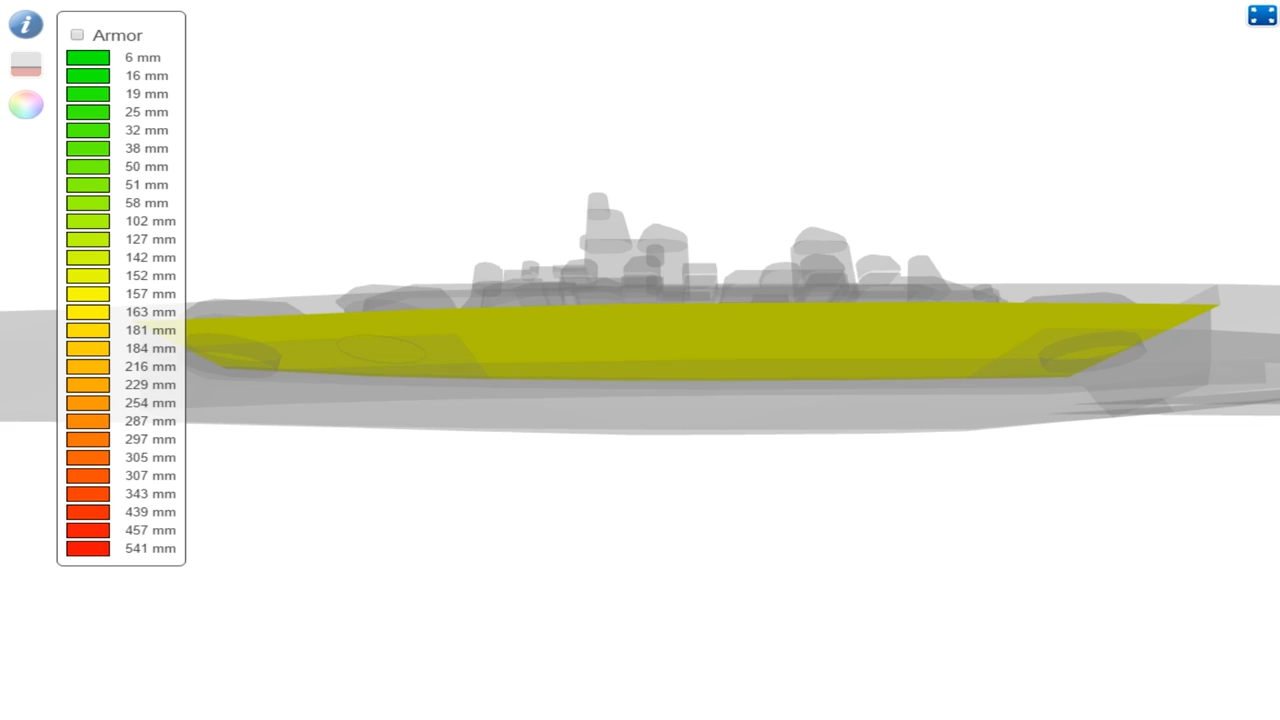 Armor
6 mm
16 mm
19 mm
25 mm
32 mm
38 mm
50 mm
51 mm
58 mm
102 mm
127 mm
142 mm
152 mm
157 mm
163 mm
181 mm
184 mm
216 mm
229 mm
254 mm
287 mm
297 mm
305 mm
307 mm
343 mm
439 mm
457 mm
541 mm